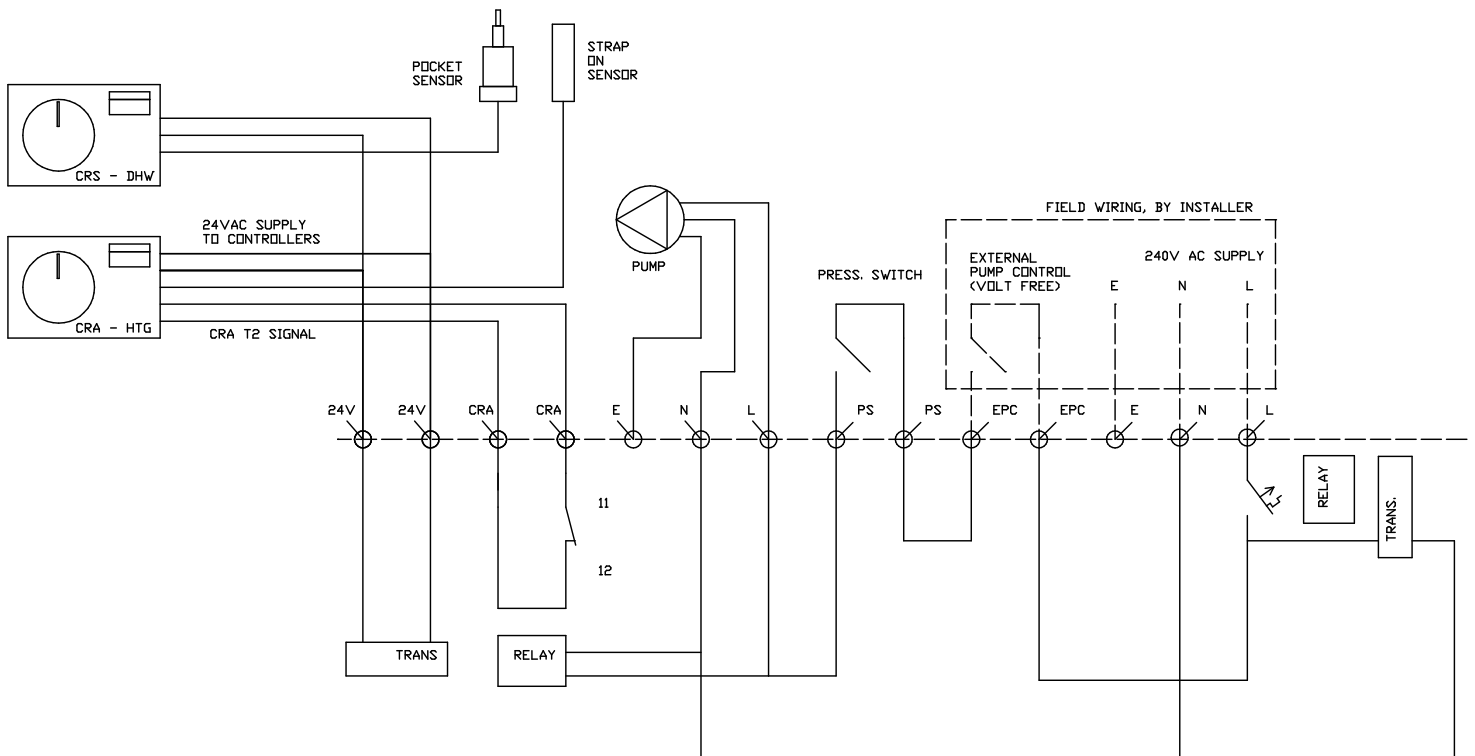 POCKET
SENSOR
STRAP
ON
SENSOR
CRS - DHW
24VAC SUPPLY
TO CONTROLLERS
CRA - HTG
CRA T2 SIGNAL
PUMP
PRESS. SWITCH
FIELD WIRING, BY INSTALLER
EXTERNAL
PUMP CONTROL
(VOLT FREE)
240V AC SUPPLY
E N L
24V 24V CRA CRA E N L PS PS EPC EPC E N L
11
12
RELAY
TRANS.
TRANS
RELAY